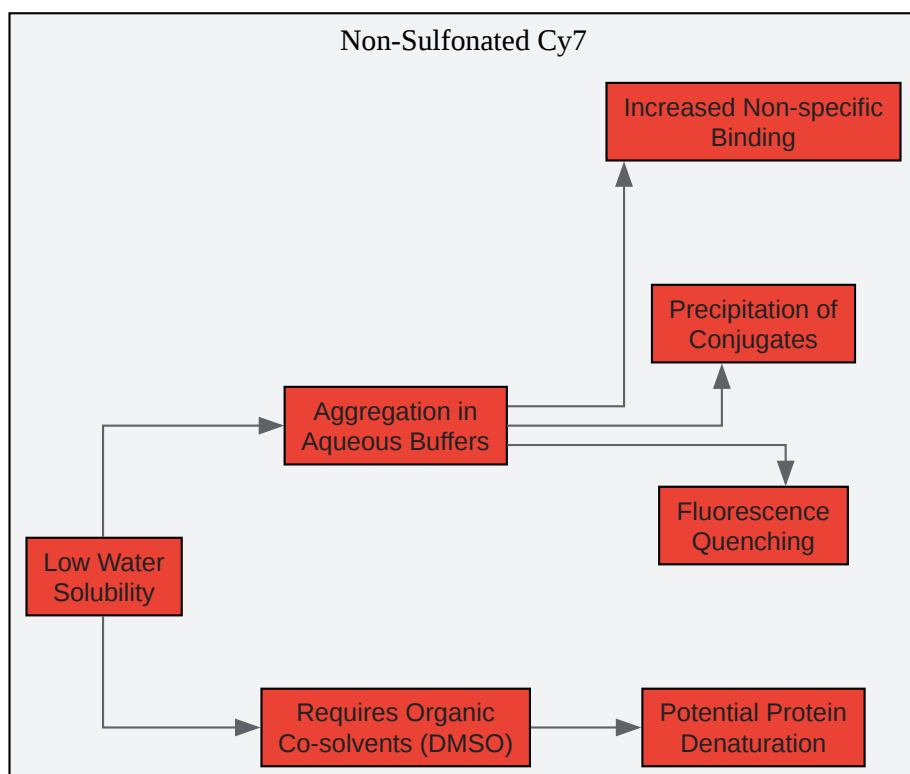 Non-Sulfonated Cy7
Increased Non-specific
Binding
Precipitation of
Conjugates
Aggregation in
Aqueous Buffers
Fluorescence
Quenching
Low Water
Solubility
Requires Organic
Co-solvents (DMSO)
Potential Protein
Denaturation